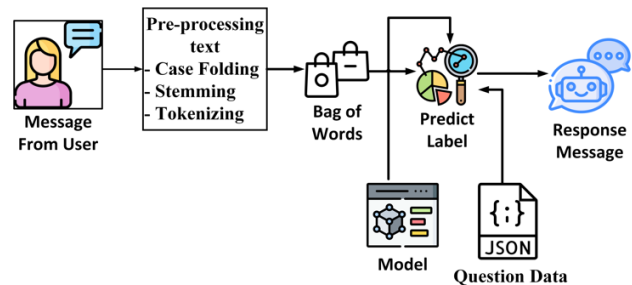 Message
From User
Pre-processing
text
- Case Folding
- Stemming
- Tokenizing
Bag of
Words
Predict
Label
Response
Message
Model
{;}
JSON
Question Data